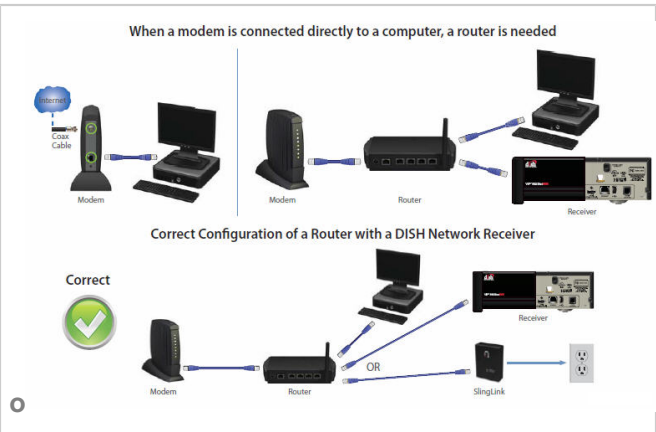 When a modem is connected directly to a computer, a router is needed
Internet
Coax
Cable
Modem
Modem
Router
Receiver
Correct Configuration of a Router with a DISH Network Receiver
Correct
Receiver
OR
Modem
Router
SlingLink
O